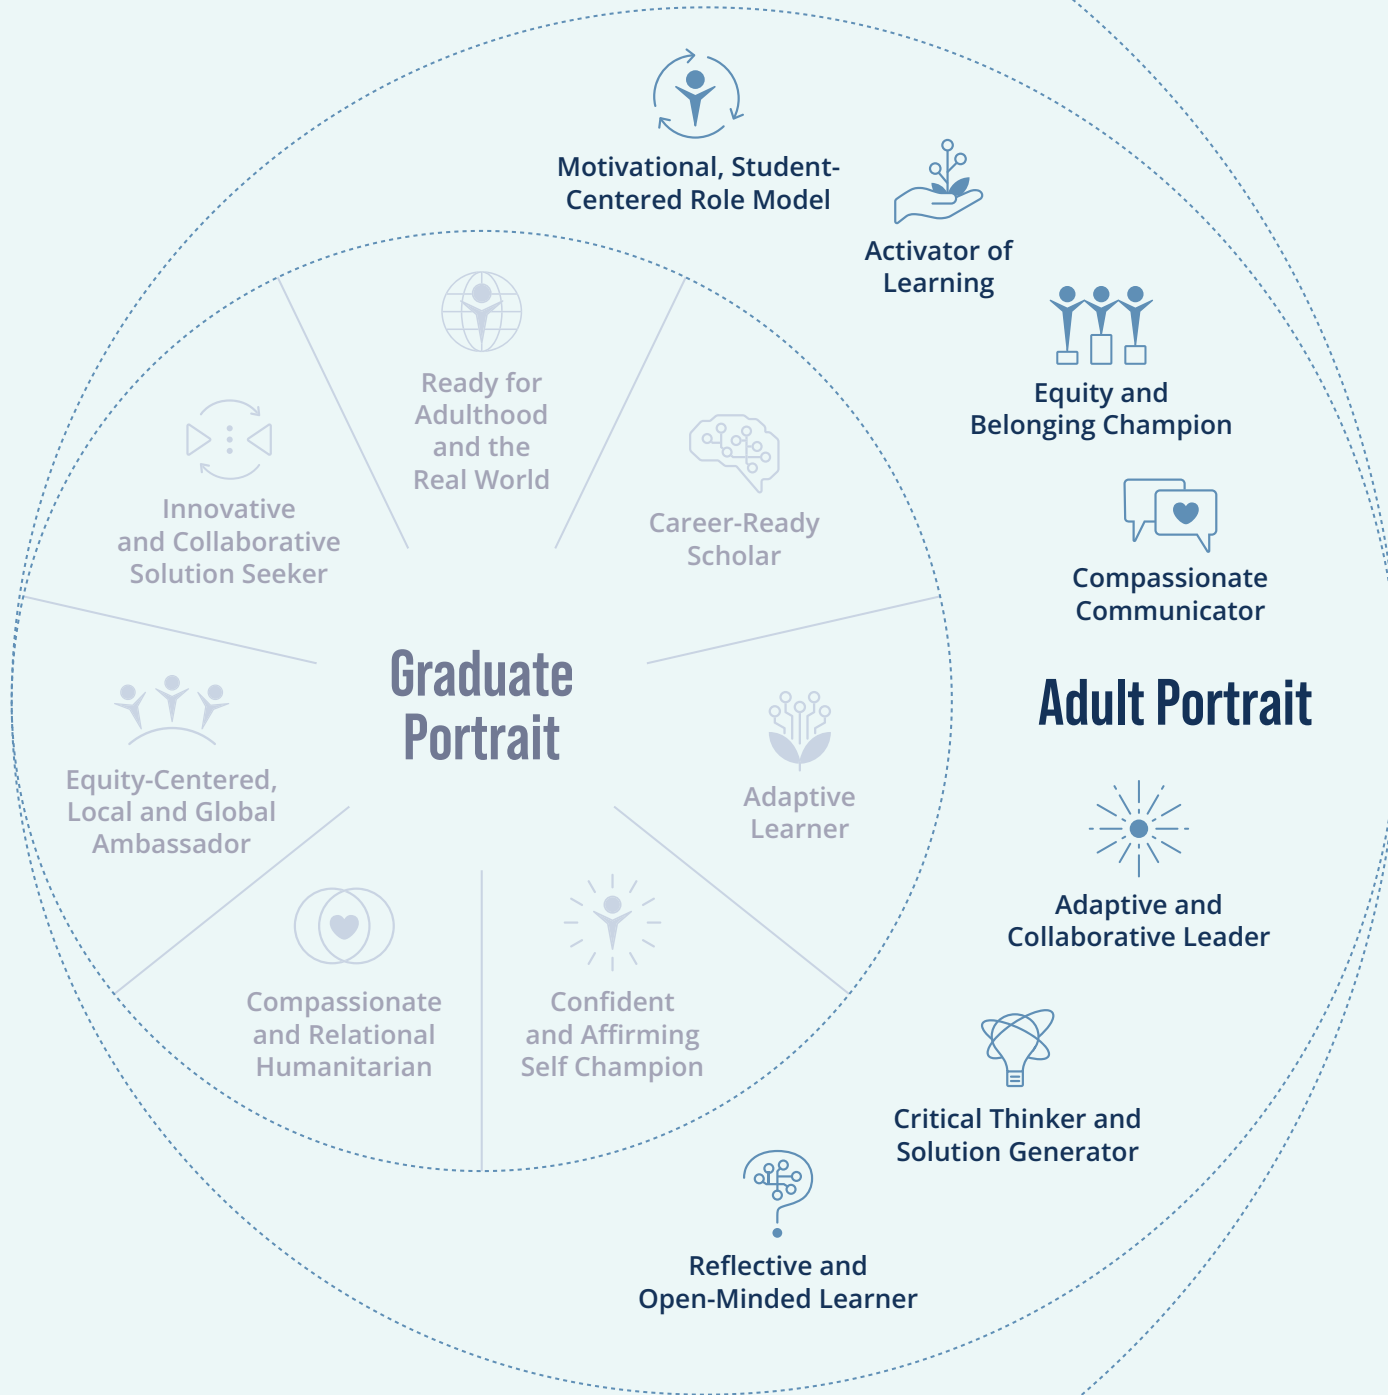 Motivational, Student-
Centered Role Model
Activator of
Learning
Equity and
Belonging Champion
Compassionate
Communicator
Adult Portrait
Adaptive and
Collaborative Leader
Critical Thinker and
Solution Generator
Reflective and
Open-Minded Learner
Graduate
Portrait
Ready for
Adulthood
and the
Real World
Career-Ready
Scholar
Adaptive
Learner
Confident
and Affirming
Self Champion
Compassionate
and Relational
Humanitarian
Equity-Centered,
Local and Global
Ambassador
Innovative
and Collaborative
Solution Seeker